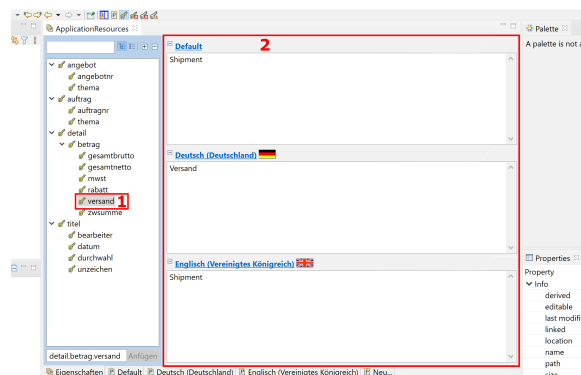 ApplicationResources
Palette
A palette is not a
Default
2
Shipment
angebot
angebotnr
thema
auftrag
auftragnr
thema
detail
betrag
gesamtbrutto
gesamtnetto
mwst
rabatt
versand 1
zwsumme
titel
bearbeiter
datum
durchwahl
unzeichen
Deutsch (Deutschland)
Versand
Englisch (Vereinigtes Königreich)
Shipment
detail.betrag.versand Anfügen
Eigenschaften Default Deutsch (Deutschland) Englisch (Vereinigtes Königreich) Neu...
Properties
Property
Info
derived
editable
last modifi
linked
location
name
path
size